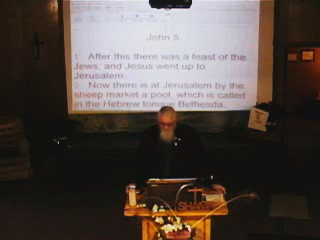 John 5
1 After this there was a feast of the
Jews; and Jesus went up to
Jerusalem.
2 Now there is at Jerusalem by the
sheep market a pool, which is called
in the Hebrew tongue Bethesda,